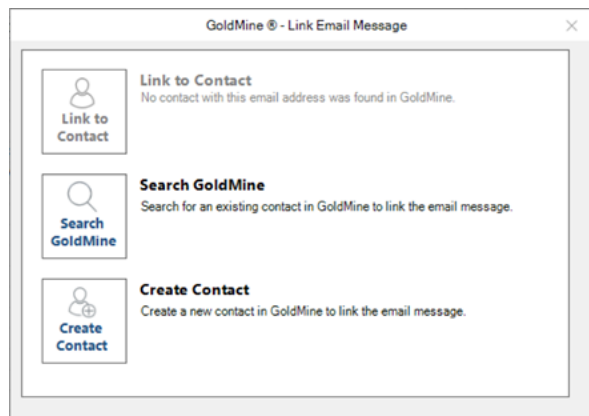 GoldMine ® - Link Email Message
Link to Contact
No contact with this email address was found in GoldMine.
Link to
Contact
Search GoldMine
Search for an existing contact in GoldMine to link the email message.
Search
GoldMine
Create Contact
Create a new contact in GoldMine to link the email message.
Create
Contact